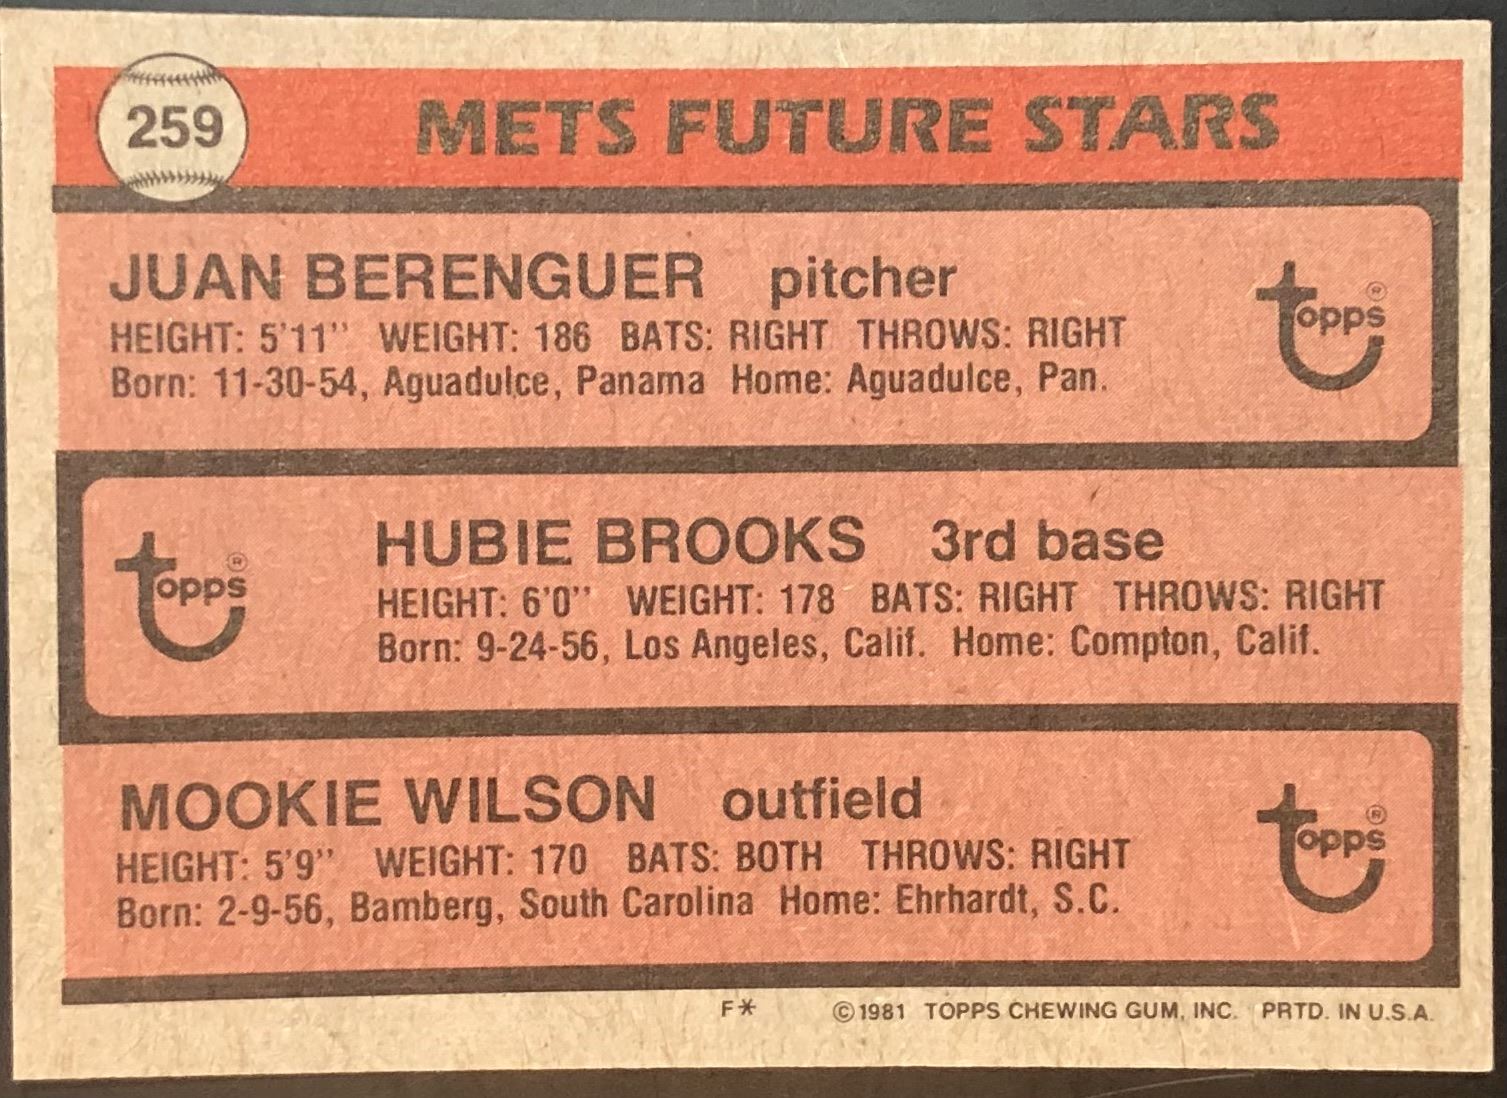 259
METS FUTURE STARS
JUAN BERENGUER pitcher
HEIGHT: 5'11" WEIGHT: 186 BATS: RIGHT THROWS: RIGHT
Born: 11-30-54, Aguadulce, Panama Home: Aguadulce, Pan.
topps ®
topps ®
HUBIE BROOKS 3rd base
HEIGHT: 6'0" WEIGHT: 178 BATS: RIGHT THROWS: RIGHT
Born: 9-24-56, Los Angeles, Calif. Home: Compton, Calif.
MOOKIE WILSON outfield
HEIGHT: 5'9" WEIGHT: 170 BATS: BOTH THROWS: RIGHT
Born: 2-9-56, Bamberg, South Carolina Home: Ehrhardt, S.C.
topps ®
F* ©1981 TOPPS CHEWING GUM, INC. PRTD. IN U.S.A.